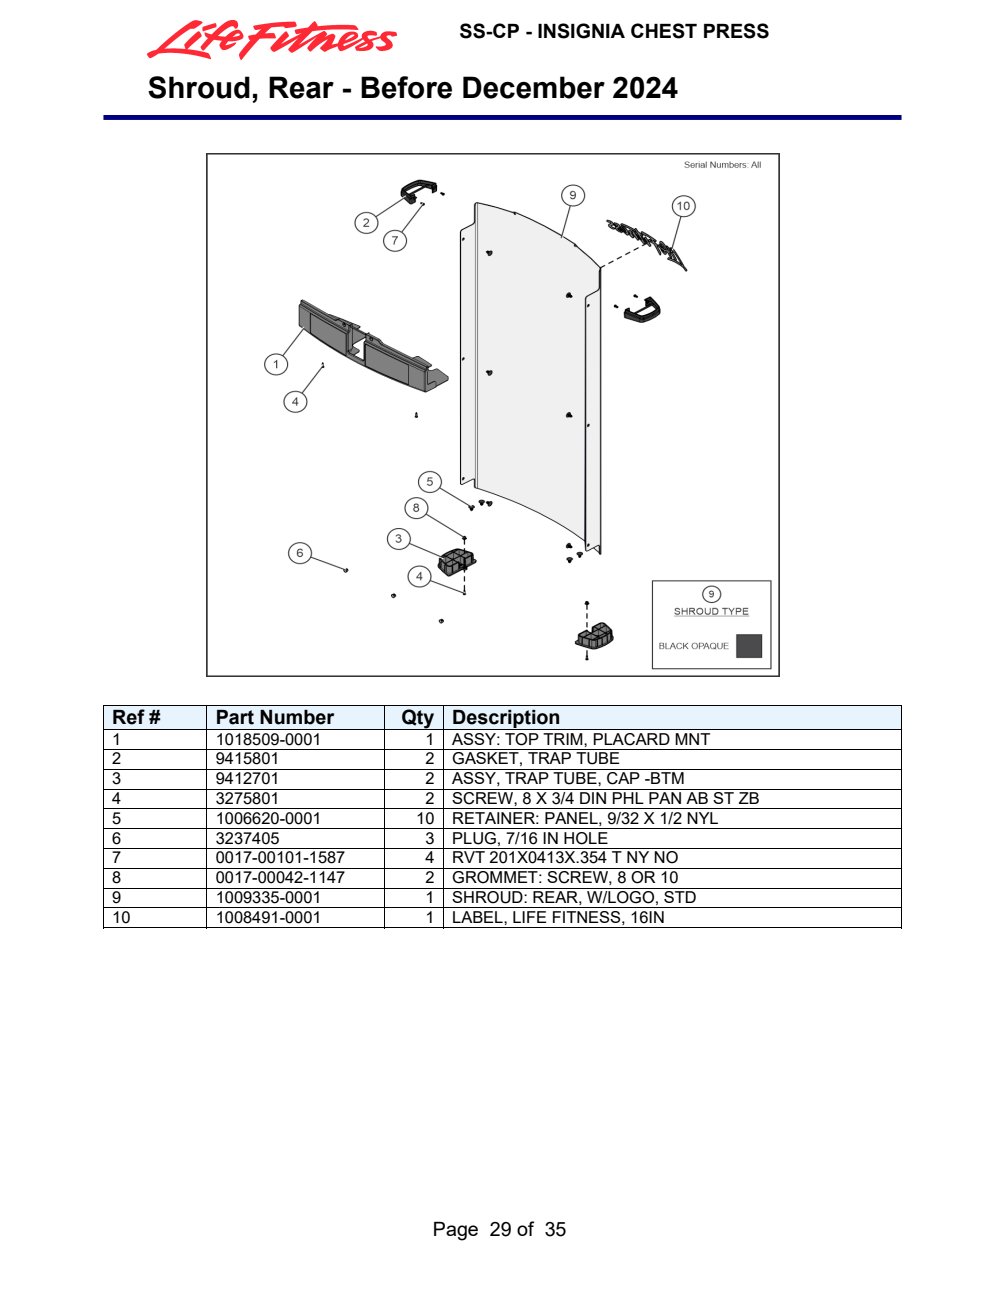 Life Fitness
SS-CP - INSIGNIA CHEST PRESS
Shroud, Rear - Before December 2024
Serial Numbers: All
9
10
2
7
1
4
5
8
3
6
4
9
SHROUD TYPE
BLACK OPAQUE
Ref # Part Number Qty Description
1 1018509-0001 1 ASSY: TOP TRIM, PLACARD MNT
2 9415801 2 GASKET, TRAP TUBE
3 9412701 2 ASSY, TRAP TUBE, CAP -BTM
4 3275801 2 SCREW, 8 X 3/4 DIN PHL PAN AB ST ZB
5 1006620-0001 10 RETAINER: PANEL, 9/32 X 1/2 NYL
6 3237405 3 PLUG, 7/16 IN HOLE
7 0017-00101-1587 4 RVT 201X0413X.354 T NY NO
8 0017-00042-1147 2 GROMMET: SCREW, 8 OR 10
9 1009335-0001 1 SHROUD: REAR, W/LOGO, STD
10 1008491-0001 1 LABEL, LIFE FITNESS, 16IN
Page 29 of 35